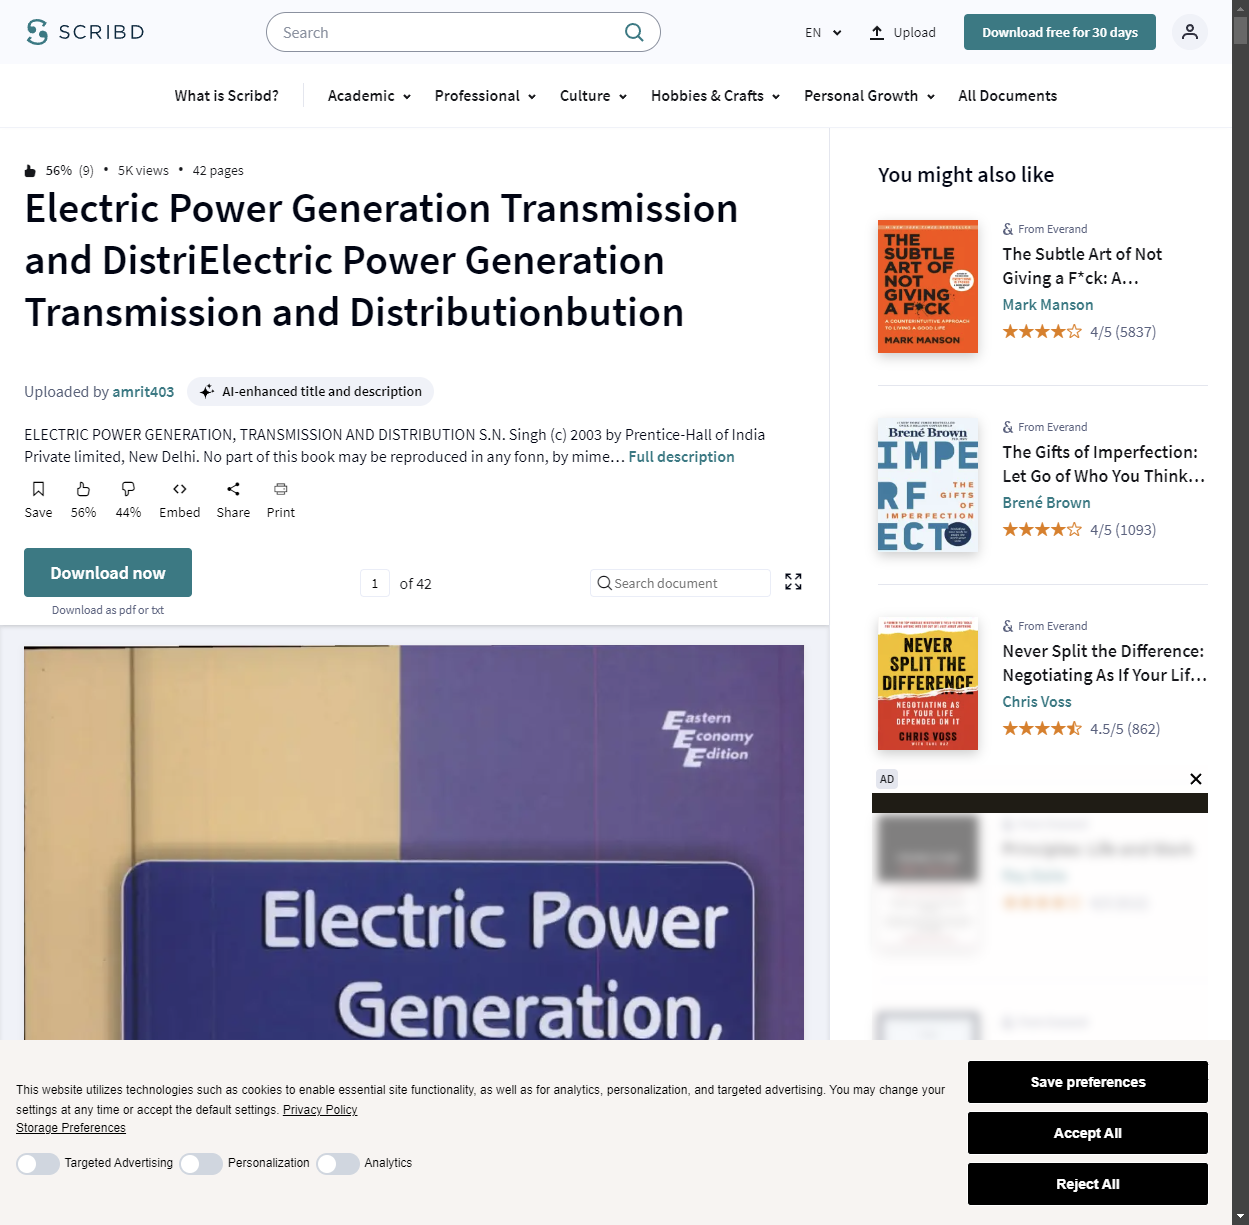 SCRIBD
Search
EN
Upload
Download free for 30 days
What is Scribd?
Academic
Professional
Culture
Hobbies & Crafts
Personal Growth
All Documents
56% (9) • 5K views • 42 pages
Electric Power Generation Transmission
and DistriElectric Power Generation
Transmission and Distributionbution
Uploaded by amrit403
AI-enhanced title and description
ELECTRIC POWER GENERATION, TRANSMISSION AND DISTRIBUTION S.N. Singh (c) 2003 by Prentice-Hall of India
Private limited, New Delhi. No part of this book may be reproduced in any fonn, by mime… Full description
Save
56%
44%
Embed
Share
Print
Download now
Download as pdf or txt
1 of 42
Search document
Eastern
Economy
Edition
Electric Power
Generation,
You might also like
THE
SUBTLE
ART OF
NOT
GIVING
A F*CK
A COUNTERINTUITIVE APPROACH
TO LIVING A GOOD LIFE
MARK MANSON
From Everand
The Subtle Art of Not
Giving a F*ck: A…
Mark Manson
4/5 (5837)
Brené Brown
IMPE
RF
ECT
THE
GIFTS
OF
IMPERFECTION
From Everand
The Gifts of Imperfection:
Let Go of Who You Think…
Brené Brown
4/5 (1093)
NEVER
SPLIT THE
DIFFERENCE
NEGOTIATING AS
IF YOUR LIFE
DEPENDED ON IT
CHRIS VOSS
WITH TAHL RAZ
From Everand
Never Split the Difference:
Negotiating As If Your Lif…
Chris Voss
4.5/5 (862)
AD
This website utilizes technologies such as cookies to enable essential site functionality, as well as for analytics, personalization, and targeted advertising. You may change your
settings at any time or accept the default settings. Privacy Policy
Storage Preferences
Targeted Advertising
Personalization
Analytics
Save preferences
Accept All
Reject All